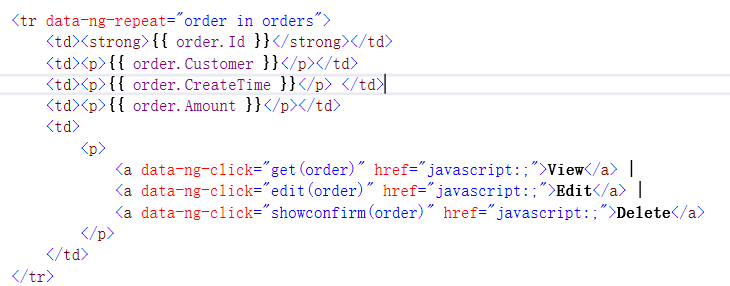 <tr data-ng-repeat="order in orders">
    <td><strong>{{ order.Id }}</strong></td>
    <td><p>{{ order.Customer }}</p></td>
    <td><p>{{ order.CreateTime }}</p> </td>
    <td><p>{{ order.Amount }}</p></td>
    <td>
        <p>
            <a data-ng-click="get(order)" href="javascript:;">View</a> |
            <a data-ng-click="edit(order)" href="javascript:;">Edit</a> |
            <a data-ng-click="showconfirm(order)" href="javascript:;">Delete</a>
        </p>
    </td>
</tr>